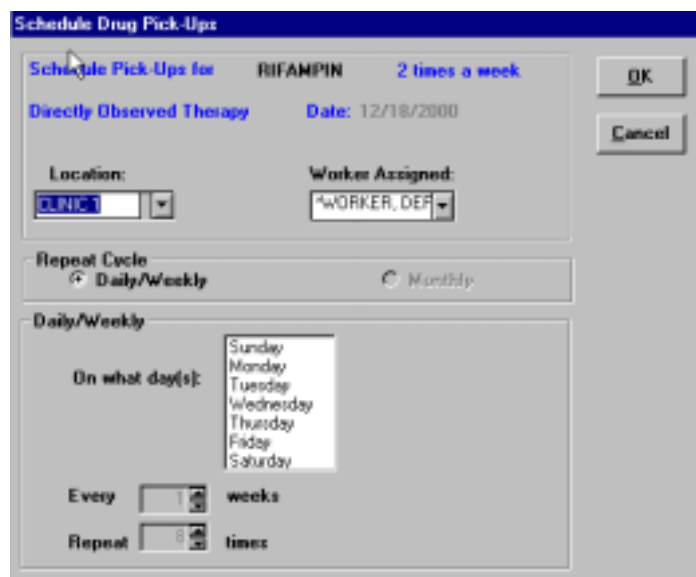 Schedule Drug Pick-Ups
Schedule Pick-Ups for RIFAMPIN 2 times a week
OK
Directly Observed Therapy Date: 12/18/2000
Cancel
Location: Worker Assigned:
CLINIC 1 *WORKER, DEF
Repeat Cycle
Daily/Weekly Monthly
Daily/Weekly
On what day(s):
Sunday
Monday
Tuesday
Wednesday
Thursday
Friday
Saturday
Every 1 weeks
Repeat 8 times